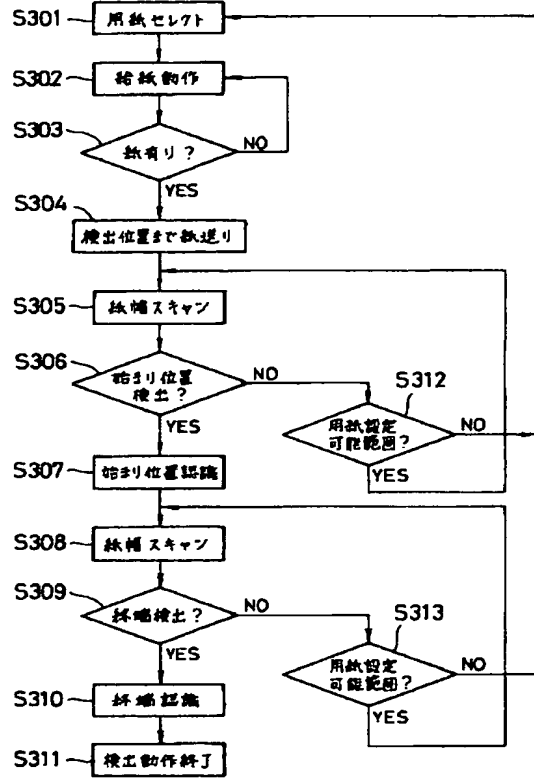 S301 用紙セレクト
S302 給紙動作
S303 紙有り？
NO
YES
S304
検出位置まで紙送り
S305 紙幅スキャン
S306 始まり位置
検出？
NO
YES
S312
用紙設定
可能範囲？
NO
YES
S307 始まり位置認識
S308 紙幅スキャン
S309 終端検出？
NO
YES
S313
用紙設定
可能範囲？
NO
YES
S310 終端認識
S311 検出動作終了